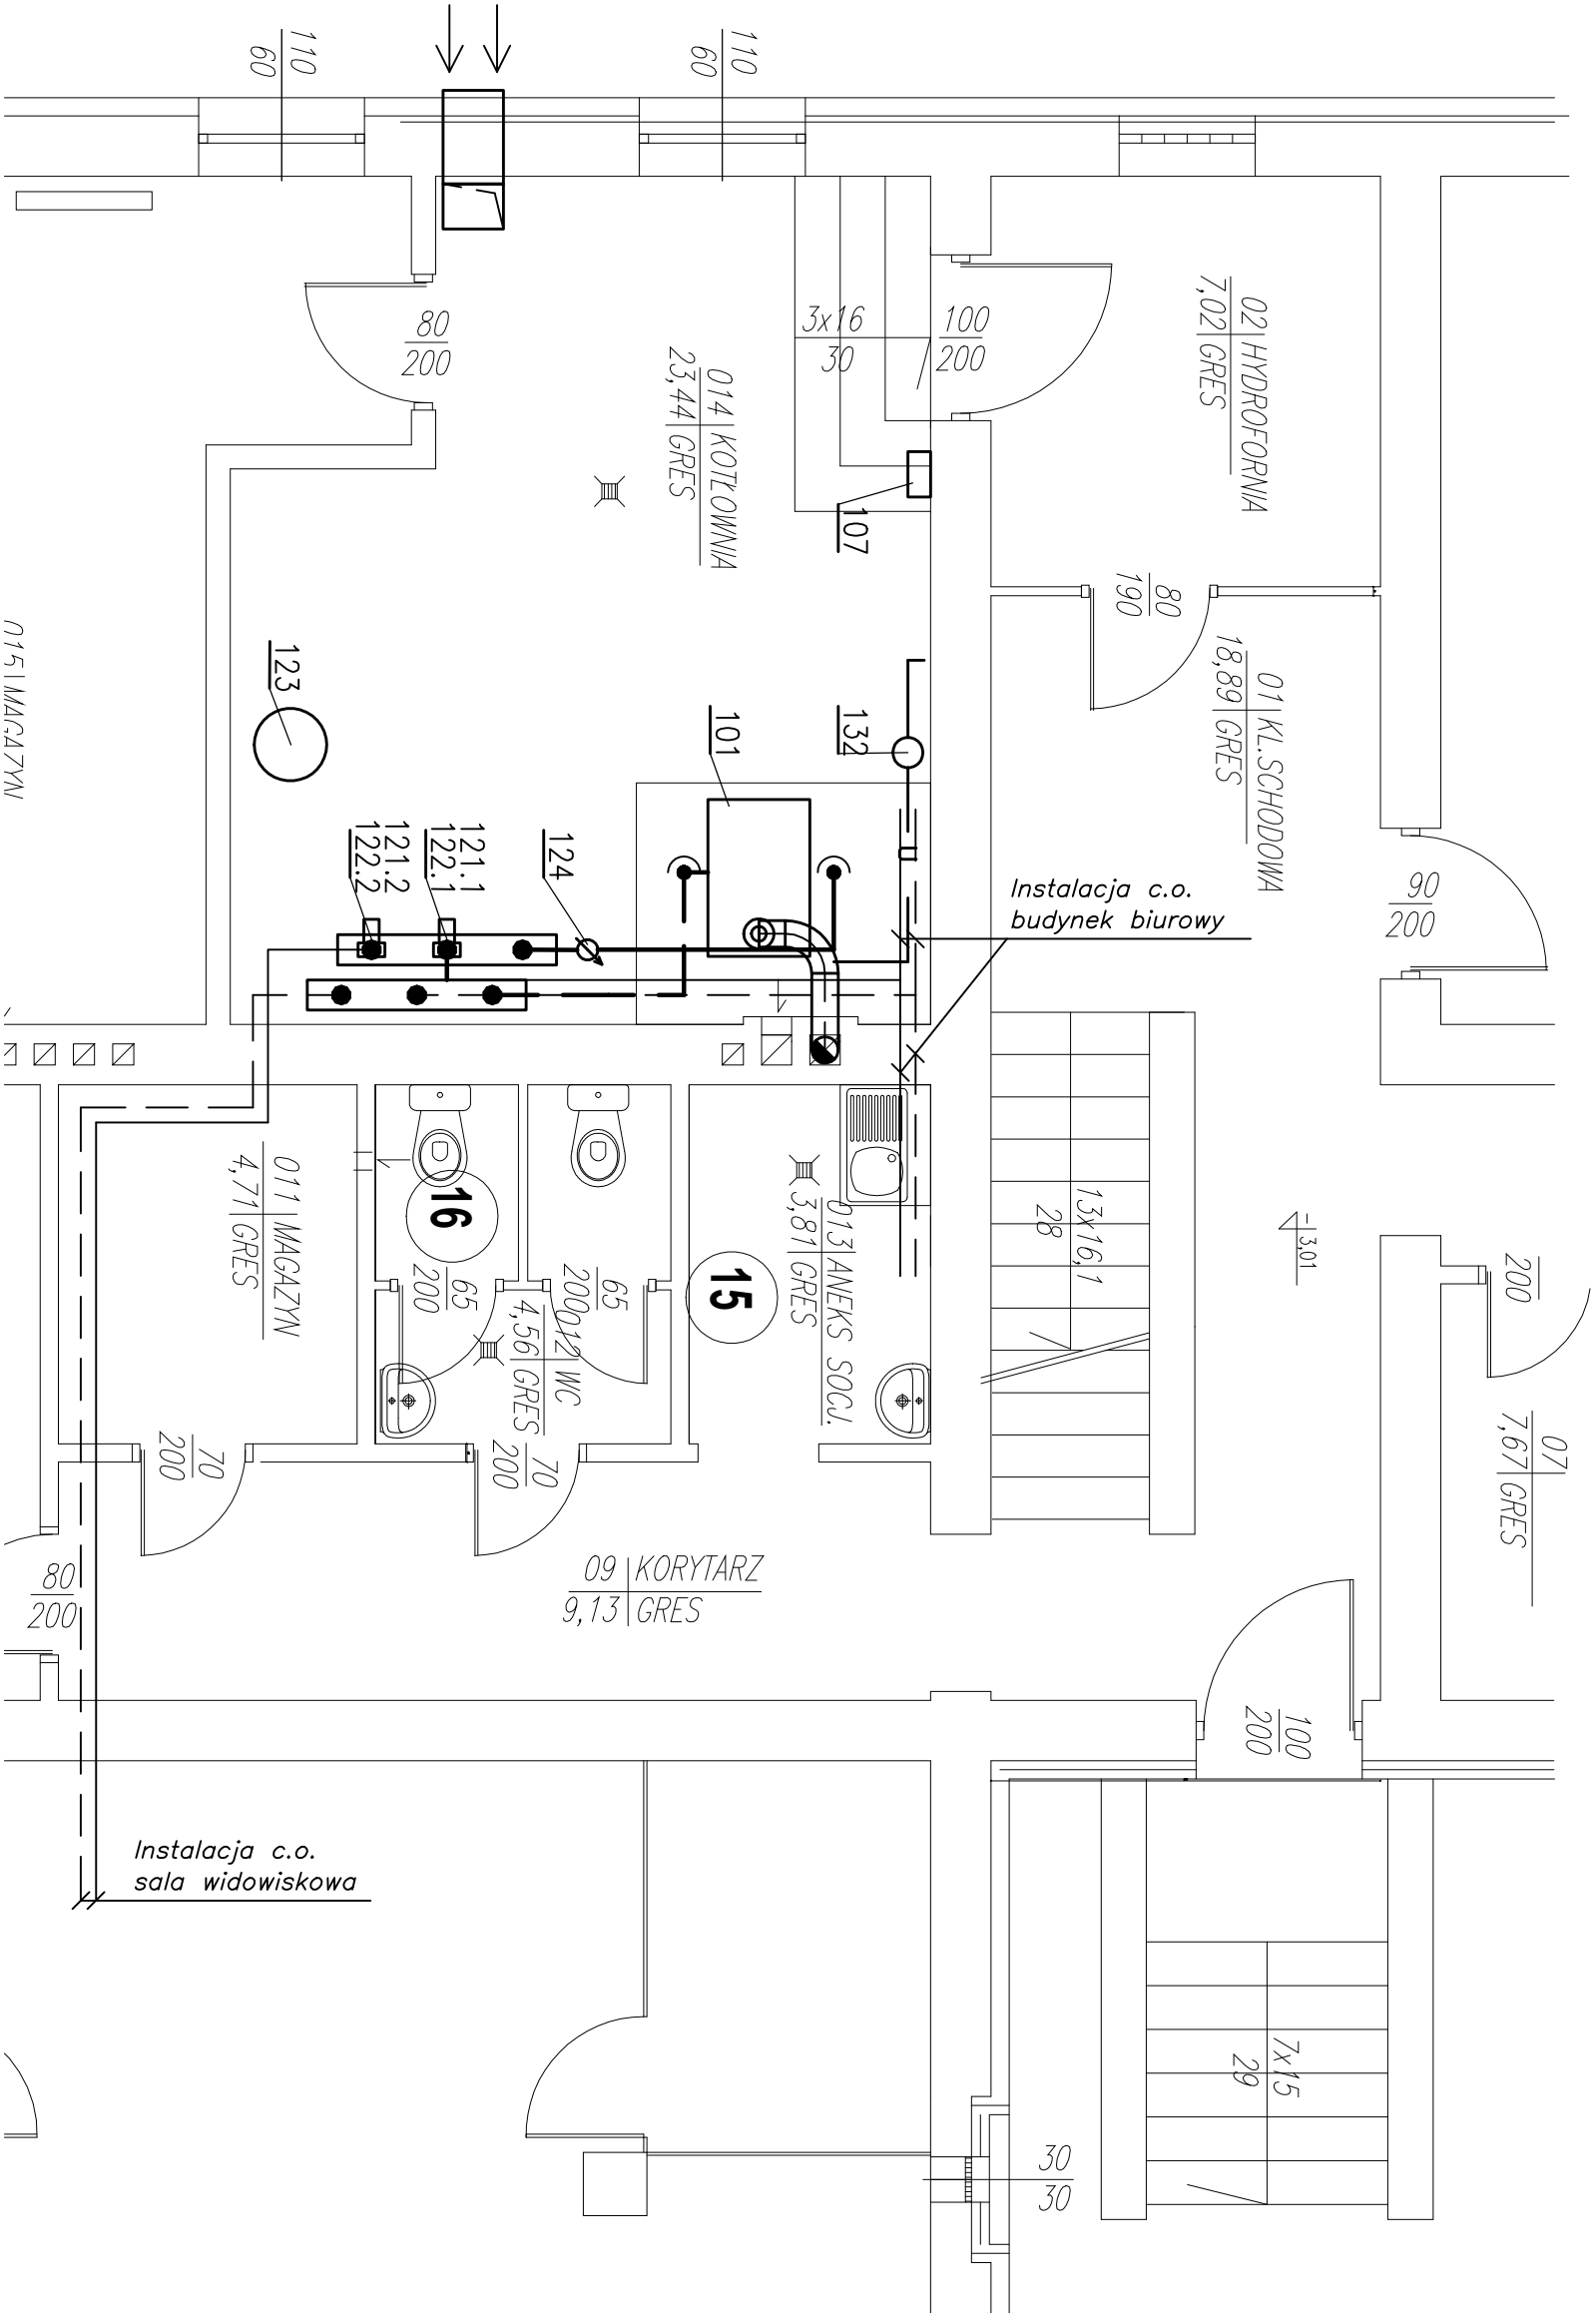 110
60
110
60
80
200
3x16
30
100
200
02 HYDROFORNIA
7,02 GRES
014 KOTŁOWNIA
23,44 GRES
107
80
190
01 KL.SCHODOWA
18,89 GRES
015 MAGAZYN
123
101
132
121.2
122.2
121.1
122.1
124
90
200
Instalacja c.o.
budynek biurowy
011 MAGAZYN
4,71 GRES
16
65
200
65
200
012 WC
4,56 GRES
15
013 ANEKS SOCJ.
3,81 GRES
13x16,1
28
-3,01
200
07
7,67 GRES
70
200
70
200
80
200
09 KORYTARZ
9,13 GRES
100
200
Instalacja c.o.
sala widowiskowa
7x15
29
30
30